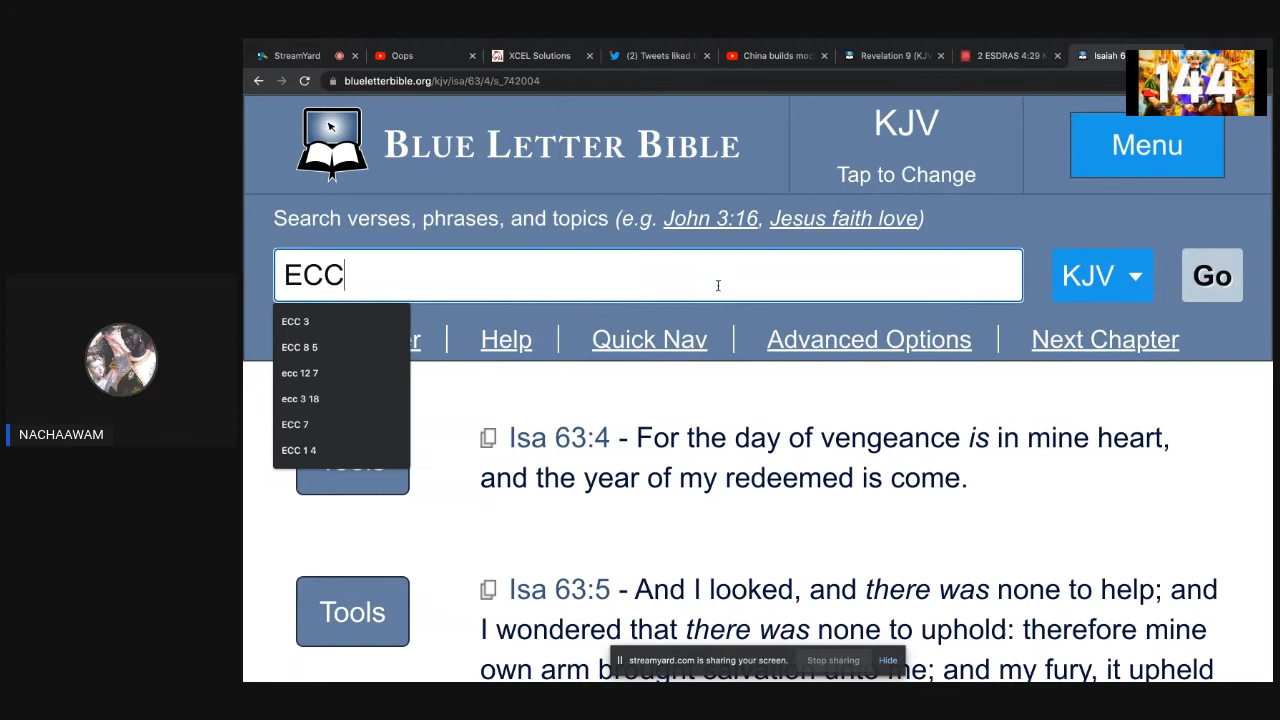 StreamYard
Oops
XCEL Solutions
(2) Tweets liked b
China builds mo
Revelation 9 (KJ
2 ESDRAS 4:29
Isaiah 6
144
blueletterbible.org/kjv/isa/63/4/s_742004
BLUE LETTER BIBLE
KJV
Tap to Change
Menu
Search verses, phrases, and topics (e.g. John 3:16, Jesus faith love)
ECC
KJV
Go
ECC 3
ECC 8 5
ecc 12 7
ecc 3 18
ECC 7
ECC 1 4
Help
Quick Nav
Advanced Options
Next Chapter
NACHAAWAM
Isa 63:4 - For the day of vengeance is in mine heart,
and the year of my redeemed is come.
Tools
Isa 63:5 - And I looked, and there was none to help; and
I wondered that there was none to uphold: therefore mine
own arm brought salvation unto me; and my fury, it upheld
streamyard.com is sharing your screen.
Stop sharing
Hide